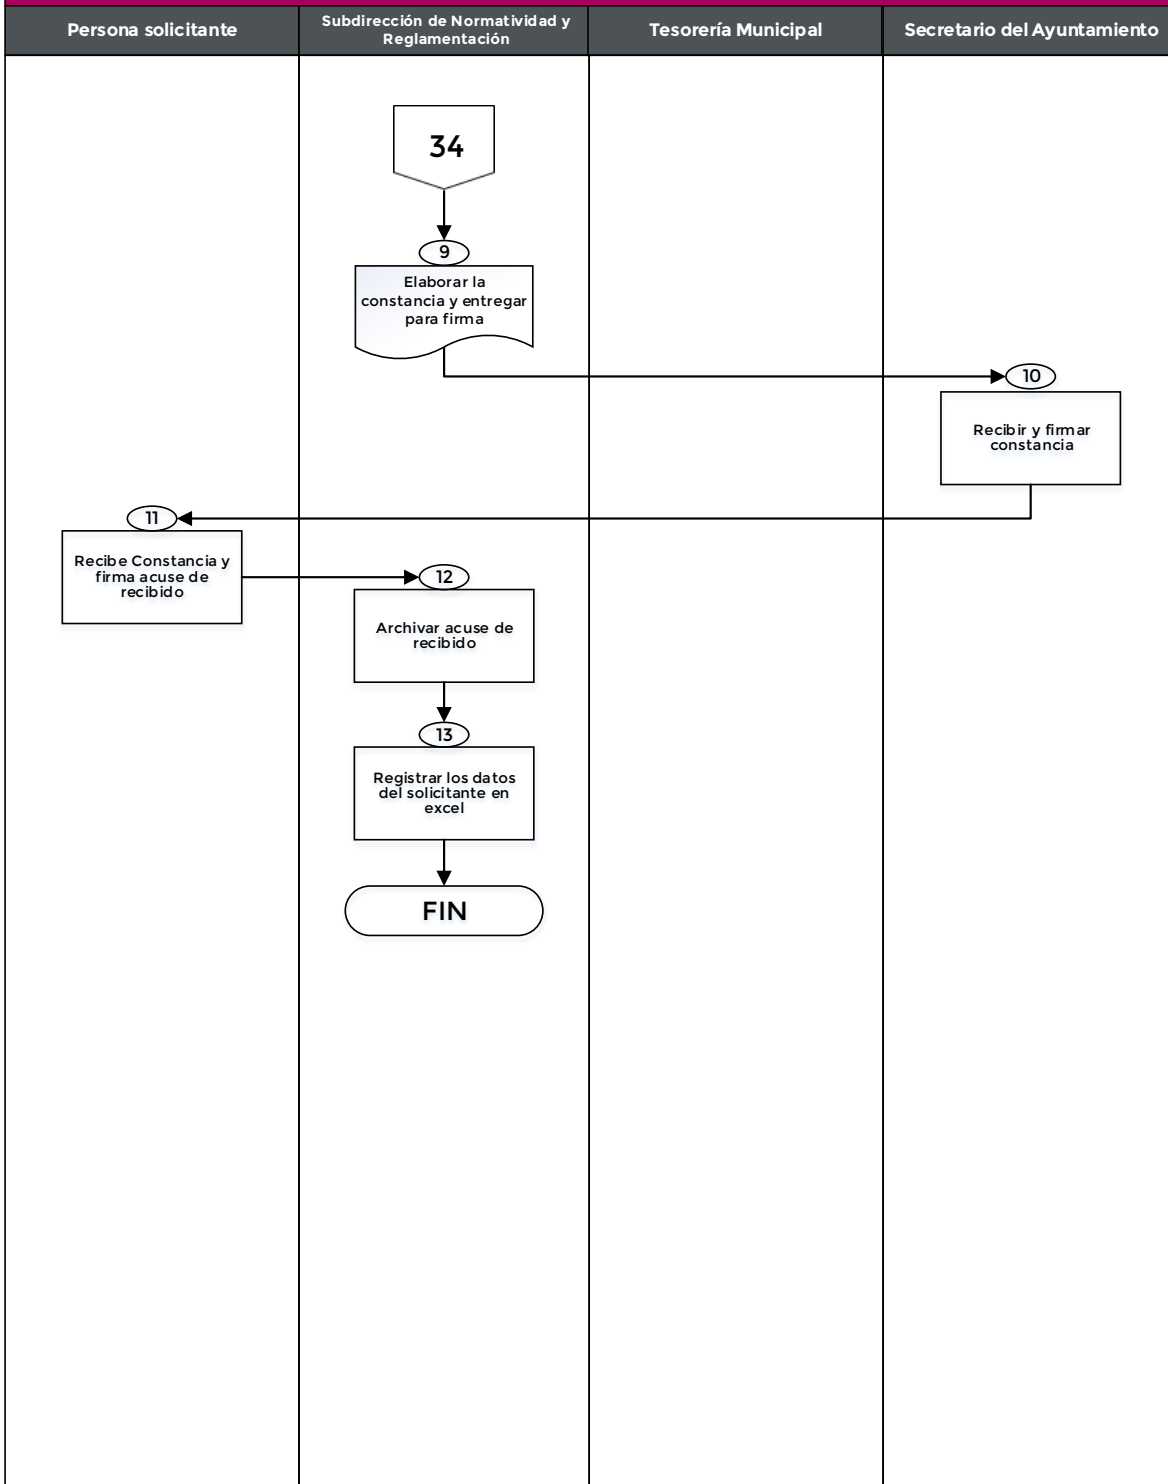 Persona solicitante
Subdirección de Normatividad y
Reglamentación
Tesorería Municipal
Secretario del Ayuntamiento
34
9
Elaborar la
constancia y entregar
para firma
10
Recibir y firmar
constancia
11
Recibe Constancia y
firma acuse de
recibido
12
Archivar acuse de
recibido
13
Registrar los datos
del solicitante en
excel
FIN